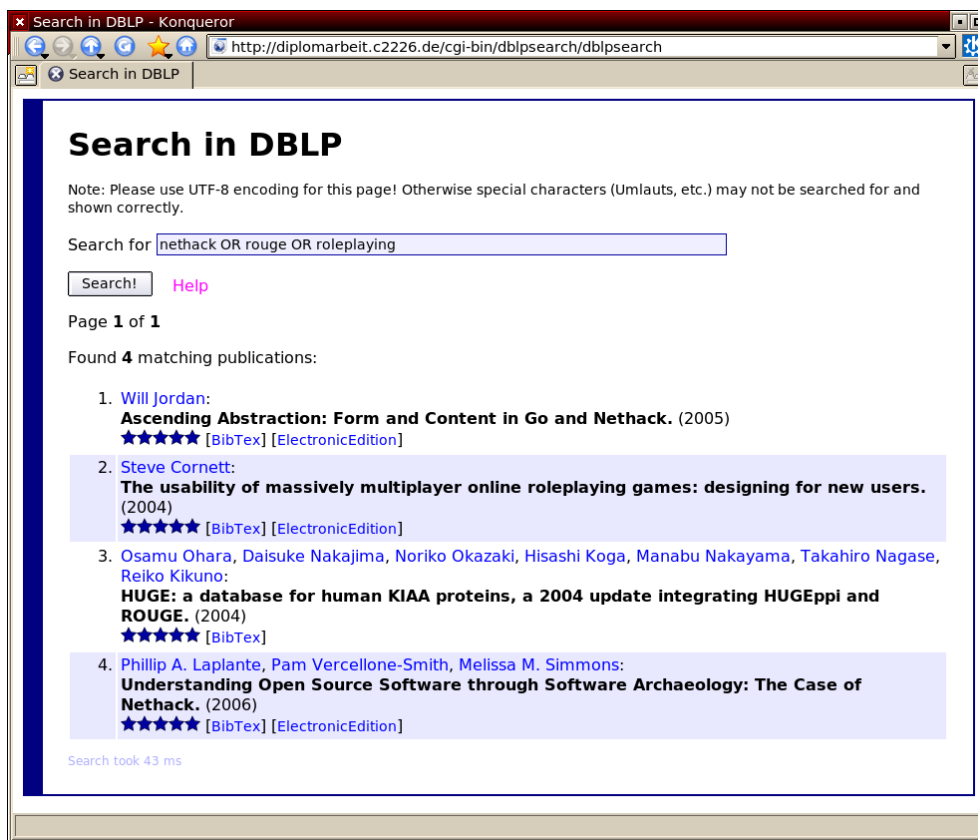 Search in DBLP - Konqueror
http://diplomarbeit.c2226.de/cgi-bin/dblpsearch/dblpsearch
Search in DBLP
Search in DBLP
Note: Please use UTF-8 encoding for this page! Otherwise special characters (Umlauts, etc.) may not be searched for and
shown correctly.
Search for nethack OR rouge OR roleplaying
Search! Help
Page 1 of 1
Found 4 matching publications:
1. Will Jordan:
Ascending Abstraction: Form and Content in Go and Nethack. (2005)
[BibTex] [ElectronicEdition]
2. Steve Cornett:
The usability of massively multiplayer online roleplaying games: designing for new users.
(2004)
[BibTex] [ElectronicEdition]
3. Osamu Ohara, Daisuke Nakajima, Noriko Okazaki, Hisashi Koga, Manabu Nakayama, Takahiro Nagase,
Reiko Kikuno:
HUGE: a database for human KIAA proteins, a 2004 update integrating HUGEppi and
ROUGE. (2004)
[BibTex]
4. Phillip A. Laplante, Pam Vercellone-Smith, Melissa M. Simmons:
Understanding Open Source Software through Software Archaeology: The Case of
Nethack. (2006)
[BibTex] [ElectronicEdition]
Search took 43 ms